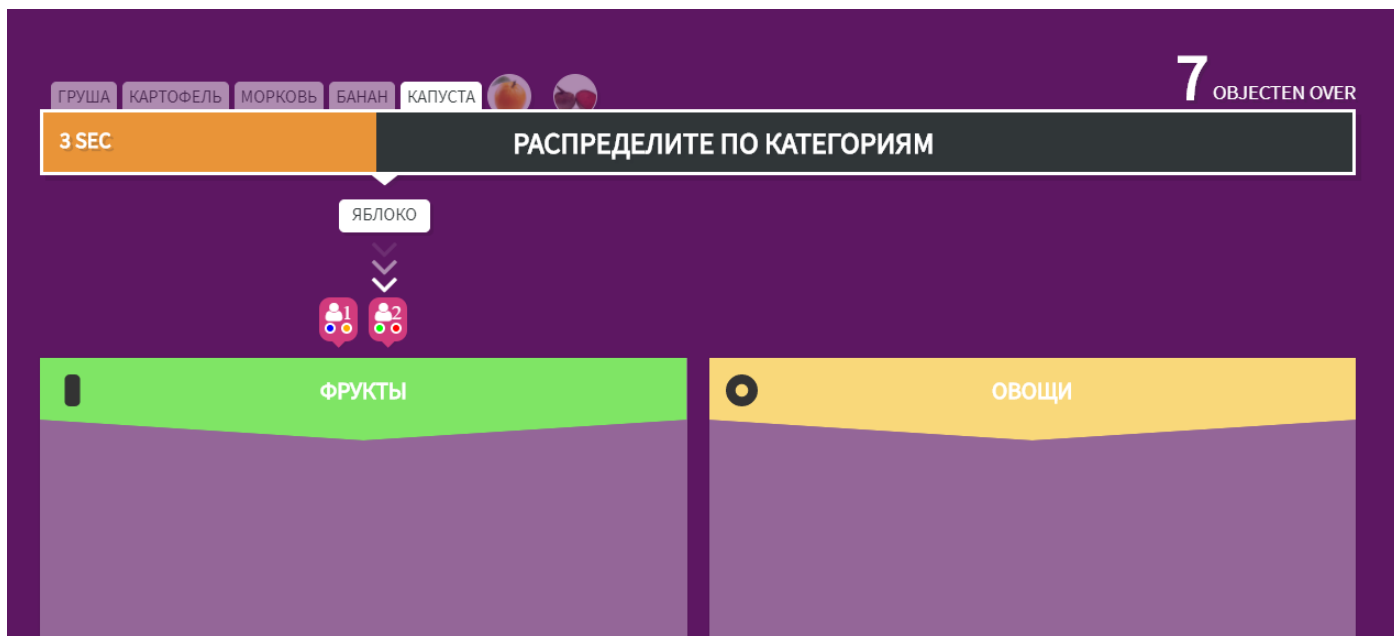 7 OBJECTEN OVER
ГРУША КАРТОФЕЛЬ МОРКОВЬ БАНАН КАПУСТА
3 SEC РАСПРЕДЕЛИТЕ ПО КАТЕГОРИЯМ
ЯБЛОКО
1 2
ФРУКТЫ ОВОЩИ